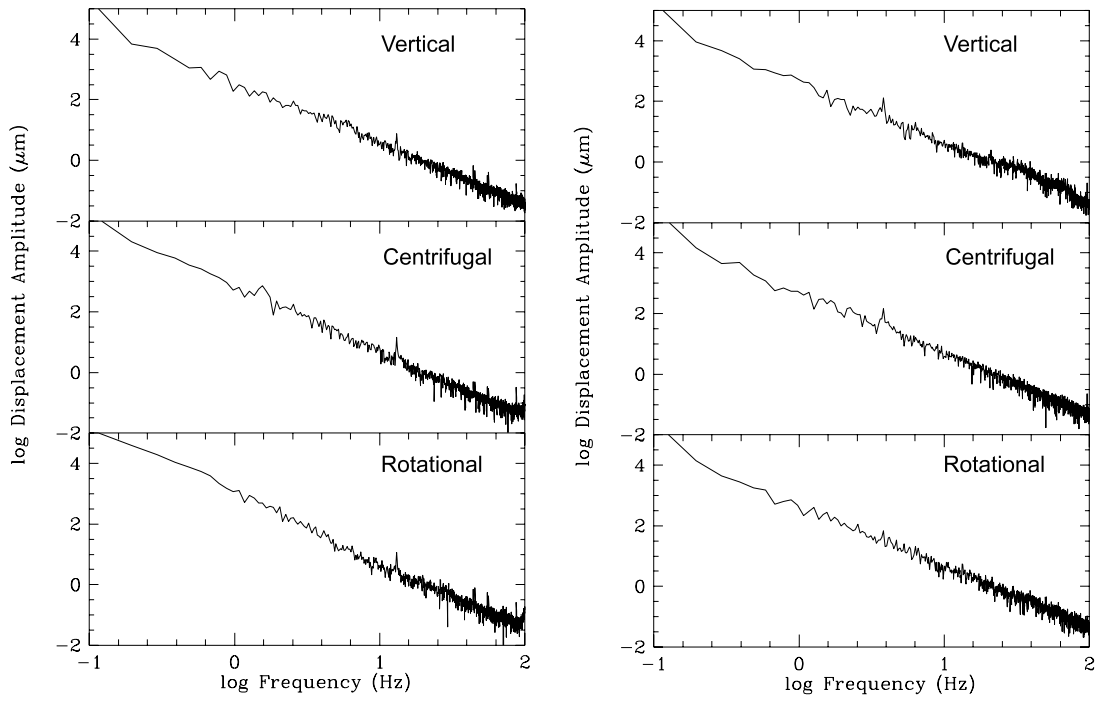 Vertical
4
2
0
−2
Centrifugal
4
2
0
−2
Rotational
4
2
0
−2
−1 0 1 2
log Frequency (Hz)
log Displacement Amplitude (μm)
Vertical
4
2
0
−2
Centrifugal
4
2
0
−2
Rotational
4
2
0
−2
−1 0 1 2
log Frequency (Hz)
log Displacement Amplitude (μm)